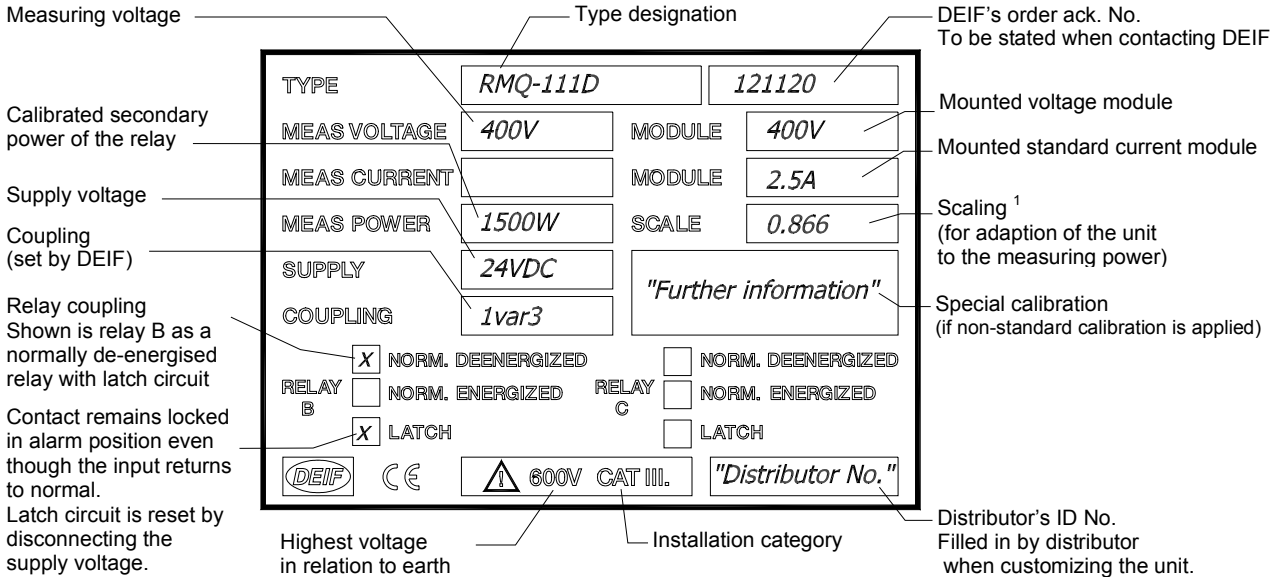 Measuring voltage
Type designation
DEIF's order ack. No.
To be stated when contacting DEIF
TYPE
RMQ-111D
121120
Calibrated secondary
power of the relay
MEAS VOLTAGE
400V
MODULE
400V
Mounted voltage module
MEAS CURRENT
MODULE
2.5A
Mounted standard current module
Supply voltage
MEAS POWER
1500W
SCALE
0.866
Scaling 1
(for adaption of the unit
to the measuring power)
Coupling
(set by DEIF)
SUPPLY
24VDC
"Further information"
COUPLING
1var3
Special calibration
(if non-standard calibration is applied)
Relay coupling
Shown is relay B as a
normally de-energised
relay with latch circuit
RELAY
B
X NORM. DEENERGIZED
NORM. ENERGIZED
X LATCH
RELAY
C
NORM. DEENERGIZED
NORM. ENERGIZED
LATCH
Contact remains locked
in alarm position even
though the input returns
to normal.
Latch circuit is reset by
disconnecting the
supply voltage.
DEIF
CE
600V CAT III.
"Distributor No."
Highest voltage
in relation to earth
Installation category
Distributor's ID No.
Filled in by distributor
when customizing the unit.